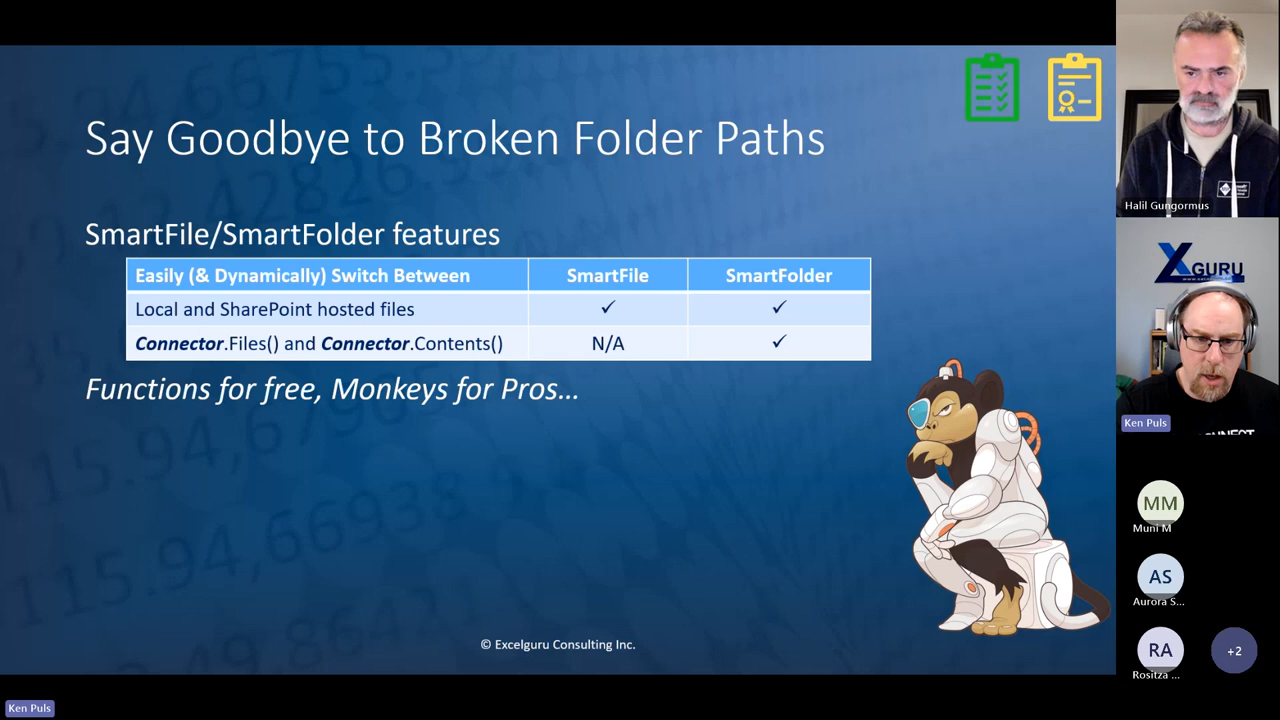 Say Goodbye to Broken Folder Paths
SmartFile/SmartFolder features
Easily (& Dynamically) Switch Between SmartFile SmartFolder
Local and SharePoint hosted files ✓ ✓
Connector.Files() and Connector.Contents() N/A ✓
Functions for free, Monkeys for Pros...
© Excelguru Consulting Inc.
Ken Puls
Halil Gungormus
X GURU
Ken Puls
MM
Muni M
AS
Aurora S...
RA
Rositza ...
+2